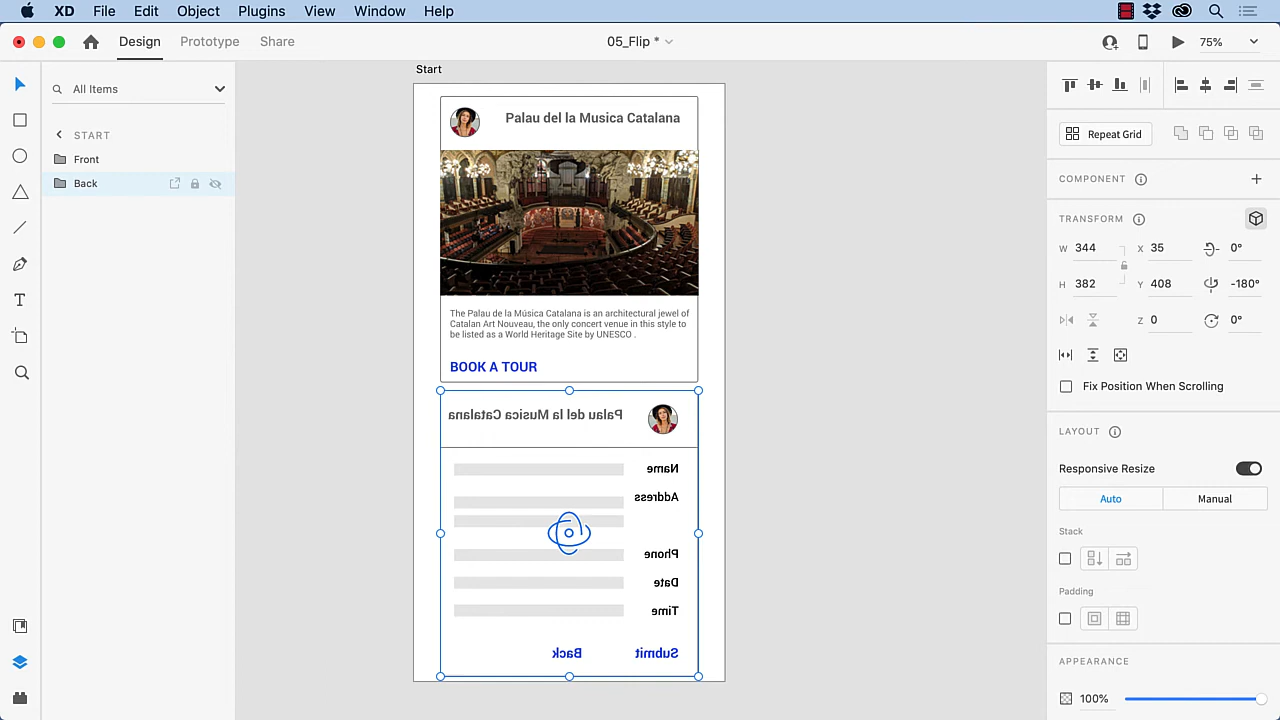 XD File Edit Object Plugins View Window Help
Design Prototype Share 05_Flip * 75%
All Items
START
Front
Back
Start
Palau del la Musica Catalana
The Palau de la Música Catalana is an architectural jewel of
Catalan Art Nouveau, the only concert venue in this style to
be listed as a World Heritage Site by UNESCO .
BOOK A TOUR
Palau del la Musica Catalana
Name
Address
Phone
Date
Time
Back Submit
Repeat Grid
COMPONENT
TRANSFORM
W 344 X 35 0°
H 382 Y 408 -180°
Z 0 0°
Fix Position When Scrolling
LAYOUT
Responsive Resize
Auto Manual
Stack
Padding
APPEARANCE
100%